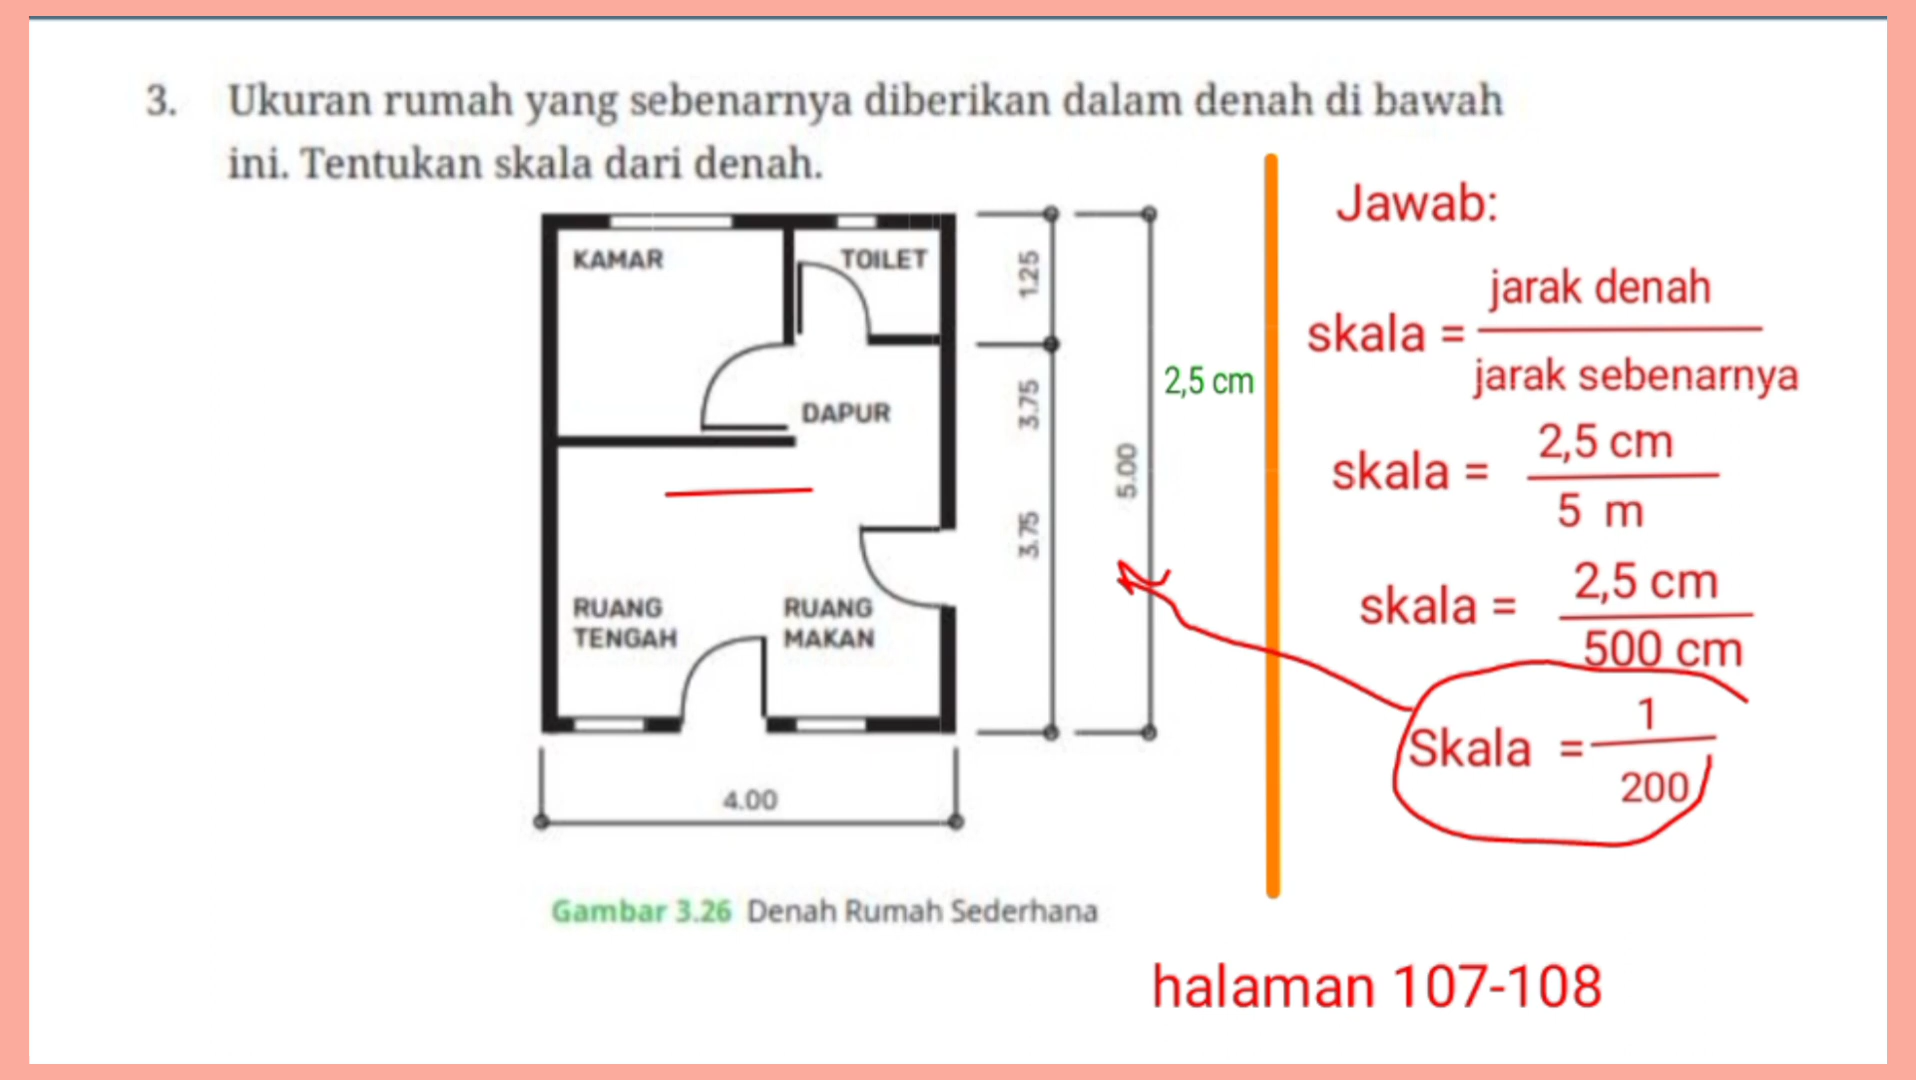 3. Ukuran rumah yang sebenarnya diberikan dalam denah di bawah
ini. Tentukan skala dari denah.
KAMAR
TOILET
DAPUR
RUANG
TENGAH
RUANG
MAKAN
1.25
3.75
3.75
5.00
2,5 cm
4.00
Gambar 3.26 Denah Rumah Sederhana
Jawab:
skala = jarak denah
jarak sebenarnya
skala = 2,5 cm
5 m
skala = 2,5 cm
500 cm
Skala = 1
200
halaman 107-108